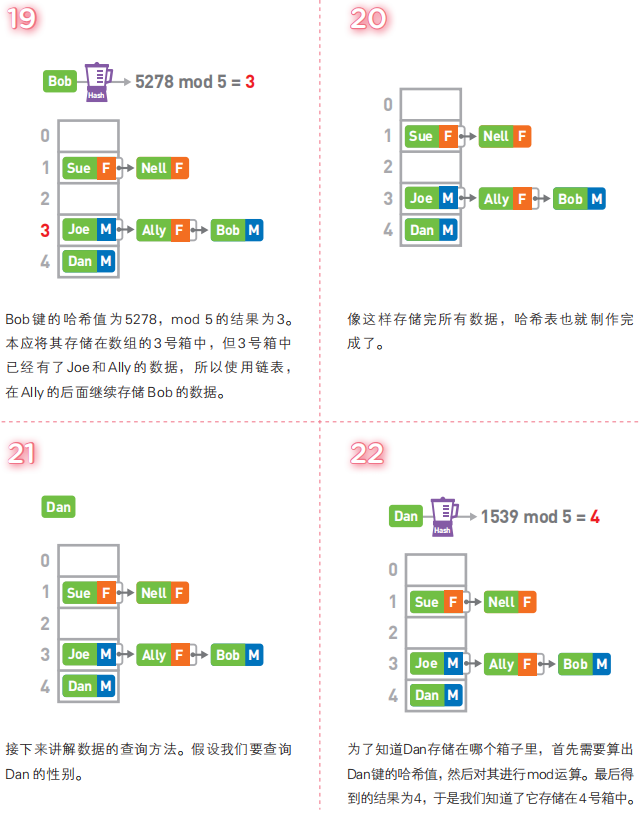 19
Bob Hash 5278 mod 5 = 3
0
1 Sue F Nell F
2
3 Joe M Ally F Bob M
4 Dan M
Bob键的哈希值为5278，mod 5的结果为3。
本应将其存储在数组的3号箱中，但3号箱中
已经有了Joe和Ally的数据，所以使用链表，
在Ally的后面继续存储Bob的数据。
20
0
1 Sue F Nell F
2
3 Joe M Ally F Bob M
4 Dan M
像这样存储完所有数据，哈希表也就制作完
成了。
21
Dan
0
1 Sue F Nell F
2
3 Joe M Ally F Bob M
4 Dan M
接下来讲解数据的查询方法。假设我们要查询
Dan的性别。
22
Dan Hash 1539 mod 5 = 4
0
1 Sue F Nell F
2
3 Joe M Ally F Bob M
4 Dan M
为了知道Dan存储在哪个箱子里，首先需要算出
Dan键的哈希值，然后对其进行mod运算。最后得
到的结果为4，于是我们知道了它存储在4号箱中。